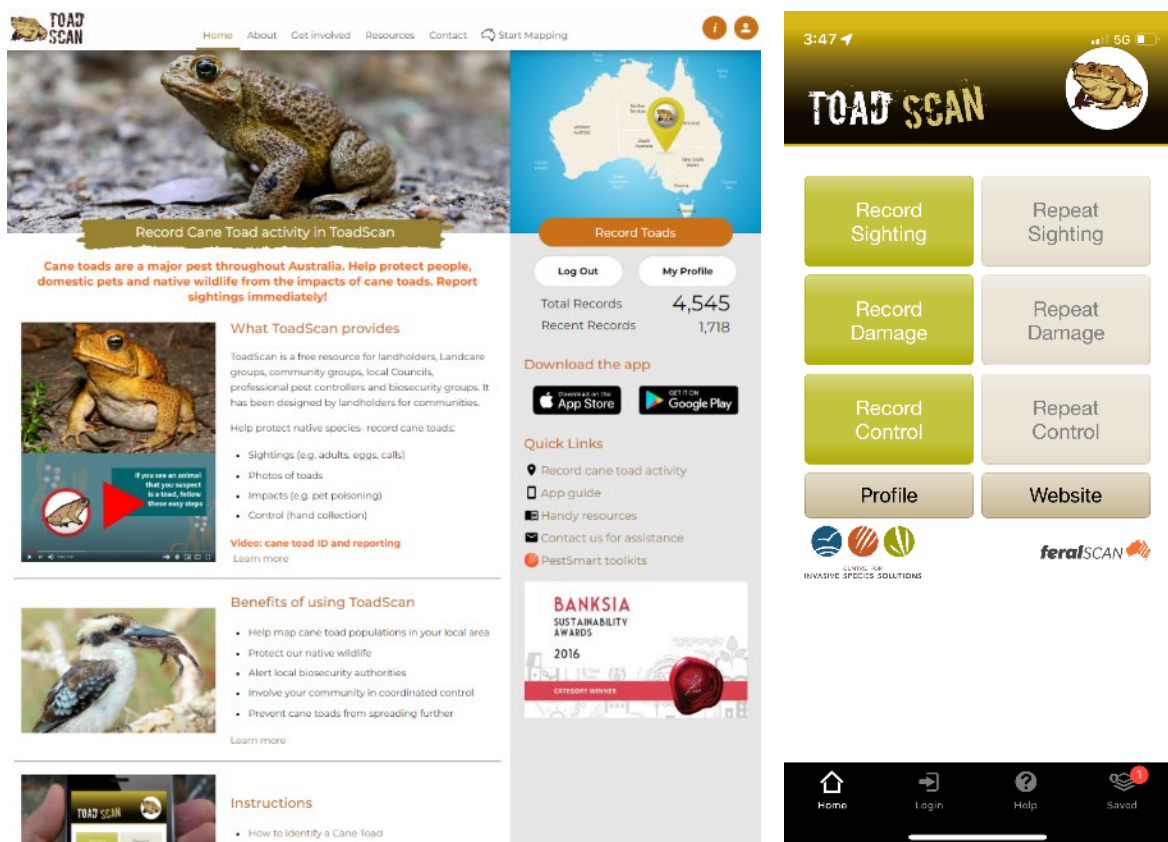 TOAD
SCAN
Home About Get involved Resources Contact Start Mapping
i
Record Cane Toad activity in ToadScan
Cane toads are a major pest throughout Australia. Help protect people,
domestic pets and native wildlife from the impacts of cane toads. Report
sightings immediately!
What ToadScan provides
ToadScan is a free resource for landholders, Landcare
groups, community groups, local Councils,
professional pest controllers and biosecurity groups. It
has been designed by landholders for communities.
Help protect native species- record cane toads:
• Sightings (e.g. adults, eggs, calls)
• Photos of toads
• Impacts (e.g. pet poisoning)
• Control (hand collection)
If you see an animal
that you suspect
is a toad, follow
these easy steps
Video: cane toad ID and reporting
Learn more
Benefits of using ToadScan
• Help map cane toad populations in your local area
• Protect our native wildlife
• Alert local biosecurity authorities
• Involve your community in coordinated control
• Prevent cane toads from spreading further
Learn more
TOAD SCAN
Instructions
• How to identify a Cane Toad
Record Toads
Log Out My Profile
Total Records 4,545
Recent Records 1,718
Download the app
Download on the
App Store
GET IT ON
Google Play
Quick Links
Record cane toad activity
App guide
Handy resources
Contact us for assistance
PestSmart toolkits
BANKSIA
SUSTAINABILITY
AWARDS
2016
CATEGORY WINNER
3:47 5G
TOAD SCAN
Record
Sighting
Repeat
Sighting
Record
Damage
Repeat
Damage
Record
Control
Repeat
Control
Profile Website
CENTRE FOR
INVASIVE SPECIES SOLUTIONS
feralSCAN
1
Home Login Help Saved